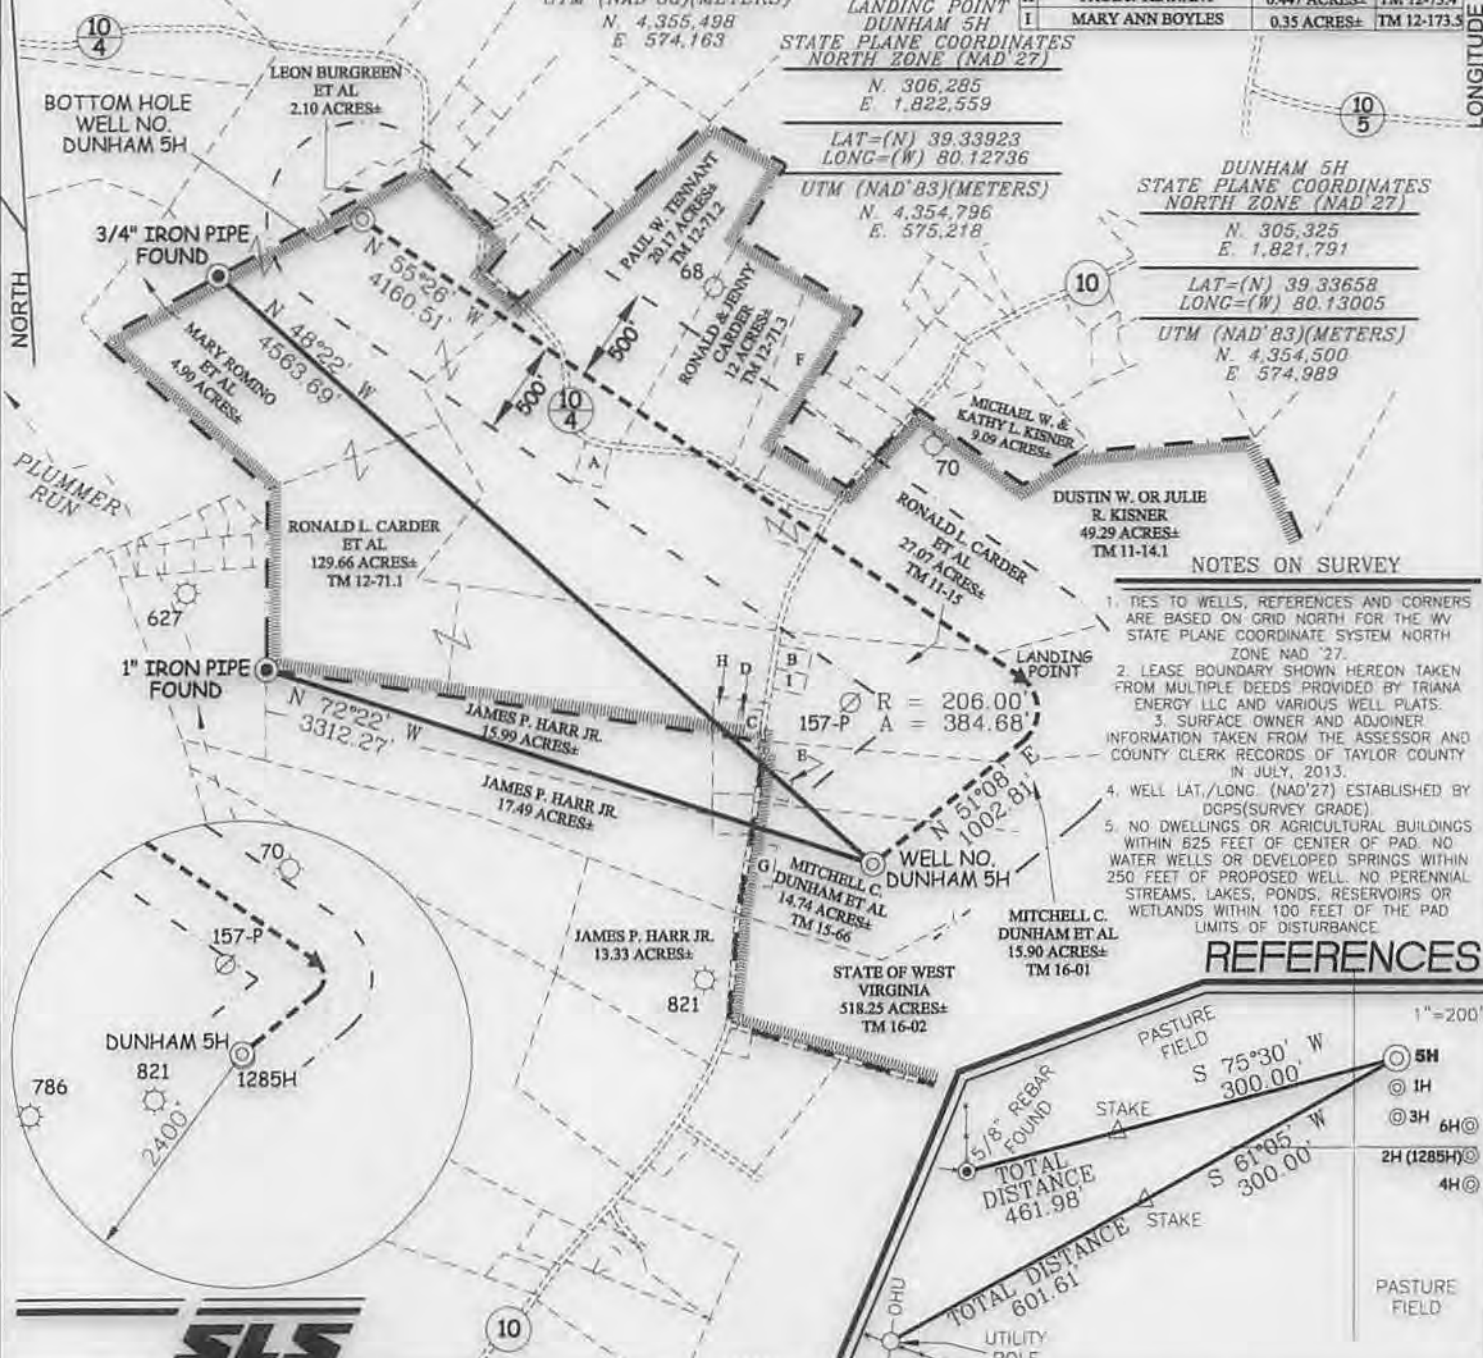 UTM (NAD'83)(METERS)
N. 4,355,498
E 574,163
LANDING POINT
DUNHAM 5H
STATE PLANE COORDINATES
NORTH ZONE (NAD'27)
N. 306,285
E. 1,822,559
LAT=(N) 39.33923
LONG=(W) 80.12736
UTM (NAD'83)(METERS)
N. 4,354,796
E. 575,218
I MARY ANN BOYLES 0.35 ACRES± TM 12-173.5
LONGITUDE
10
4
10
5
BOTTOM HOLE
WELL NO.
DUNHAM 5H
LEON BURGREEN
ET AL
2.10 ACRES±
DUNHAM 5H
STATE PLANE COORDINATES
NORTH ZONE (NAD'27)
N. 305,325
E. 1,821,791
LAT=(N) 39.33658
LONG=(W) 80.13005
UTM (NAD'83)(METERS)
N. 4,354,500
E 574,989
3/4" IRON PIPE
FOUND
NORTH
N 55°26' W
4160.51'
N 48°22' W
4563.69'
PAUL W. TENNANT
20.17 ACRES±
TM 12-71.2
68
RONALD & JENNY
CARDER
12 ACRES±
TM 12-71.3
F
10
500'
500'
10
4
A
MARY ROMINO
ET AL
4.90 ACRES±
PLUMMER
RUN
MICHAEL W. &
KATHY L. KISNER
9.09 ACRES±
70
DUSTIN W. OR JULIE
R. KISNER
49.29 ACRES±
TM 11-14.1
RONALD L. CARDER
ET AL
129.66 ACRES±
TM 12-71.1
RONALD L. CARDER
ET AL
27.07 ACRES±
TM 11-15
627
1" IRON PIPE
FOUND
N 72°22' W
3312.27'
JAMES P. HARR JR.
15.99 ACRES±
JAMES P. HARR JR.
17.49 ACRES±
H
D
B
I
C
E
G
LANDING
POINT
157-P
R = 206.00'
A = 384.68'
N 51°08' E
1002.81'
WELL NO.
DUNHAM 5H
MITCHELL C.
DUNHAM ET AL
14.74 ACRES±
TM 15-66
MITCHELL C.
DUNHAM ET AL
15.90 ACRES±
TM 16-01
JAMES P. HARR JR.
13.33 ACRES±
821
STATE OF WEST
VIRGINIA
518.25 ACRES±
TM 16-02
NOTES ON SURVEY
1. TIES TO WELLS, REFERENCES AND CORNERS
ARE BASED ON GRID NORTH FOR THE WV
STATE PLANE COORDINATE SYSTEM NORTH
ZONE NAD '27.
2. LEASE BOUNDARY SHOWN HEREON TAKEN
FROM MULTIPLE DEEDS PROVIDED BY TRIANA
ENERGY LLC AND VARIOUS WELL PLATS.
3. SURFACE OWNER AND ADJOINER
INFORMATION TAKEN FROM THE ASSESSOR AND
COUNTY CLERK RECORDS OF TAYLOR COUNTY
IN JULY, 2013.
4. WELL LAT./LONG. (NAD'27) ESTABLISHED BY
DGPS(SURVEY GRADE)
5. NO DWELLINGS OR AGRICULTURAL BUILDINGS
WITHIN 625 FEET OF CENTER OF PAD. NO
WATER WELLS OR DEVELOPED SPRINGS WITHIN
250 FEET OF PROPOSED WELL. NO PERENNIAL
STREAMS, LAKES, PONDS, RESERVOIRS OR
WETLANDS WITHIN 100 FEET OF THE PAD
LIMITS OF DISTURBANCE.
70
157-P
DUNHAM 5H
1285H
821
786
2400'
SLS
10
REFERENCES
1"=200'
PASTURE
FIELD
S 75°30' W
300.00'
5H
1H
3H
6H
2H (1285H)
4H
5/8" REBAR
FOUND
STAKE
TOTAL
DISTANCE
461.98'
S 61°05' W
300.00'
STAKE
TOTAL DISTANCE
601.61'
OHU
UTILITY
POLE
PASTURE
FIELD